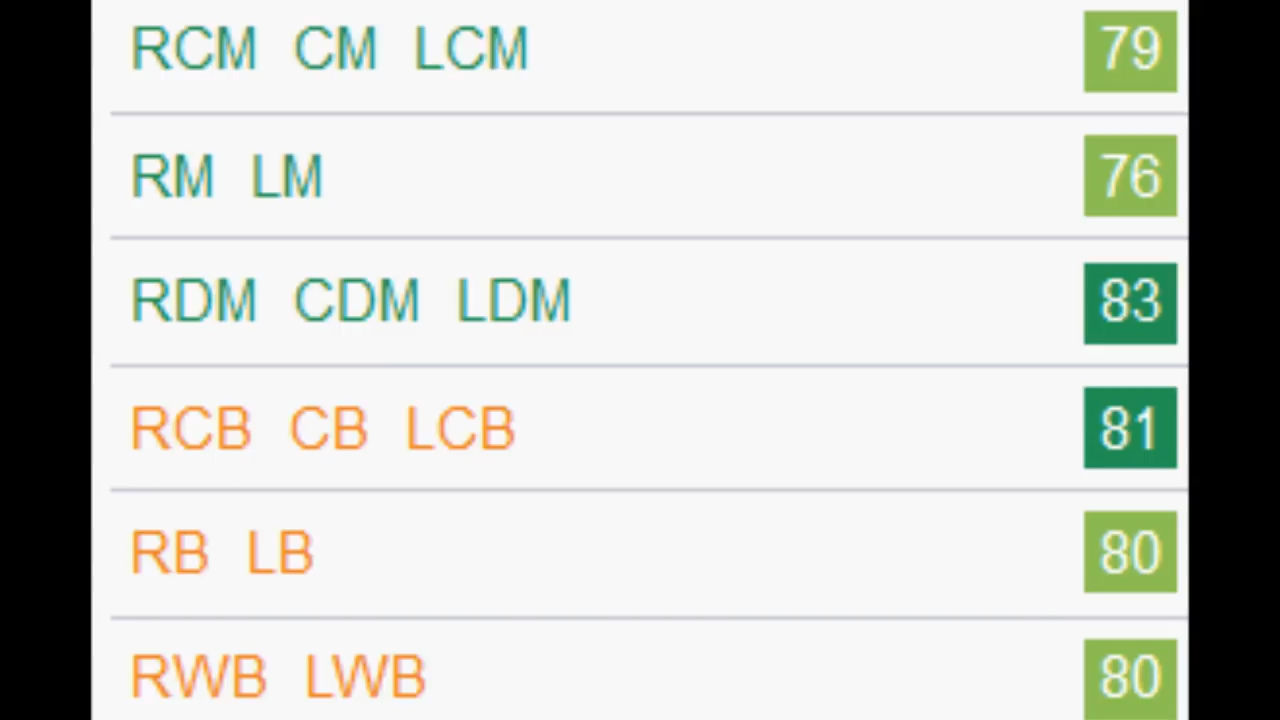 RCM CM LCM 79
RM LM 76
RDM CDM LDM 83
RCB CB LCB 81
RB LB 80
RWB LWB 80